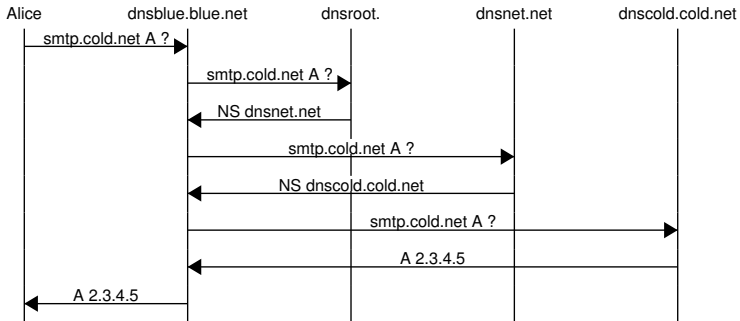 Alice dnsblue.blue.net dnsroot. dnsnet.net dnscold.cold.net
smtp.cold.net A ?
smtp.cold.net A ?
NS dnsnet.net
smtp.cold.net A ?
NS dnscold.cold.net
smtp.cold.net A ?
A 2.3.4.5
A 2.3.4.5